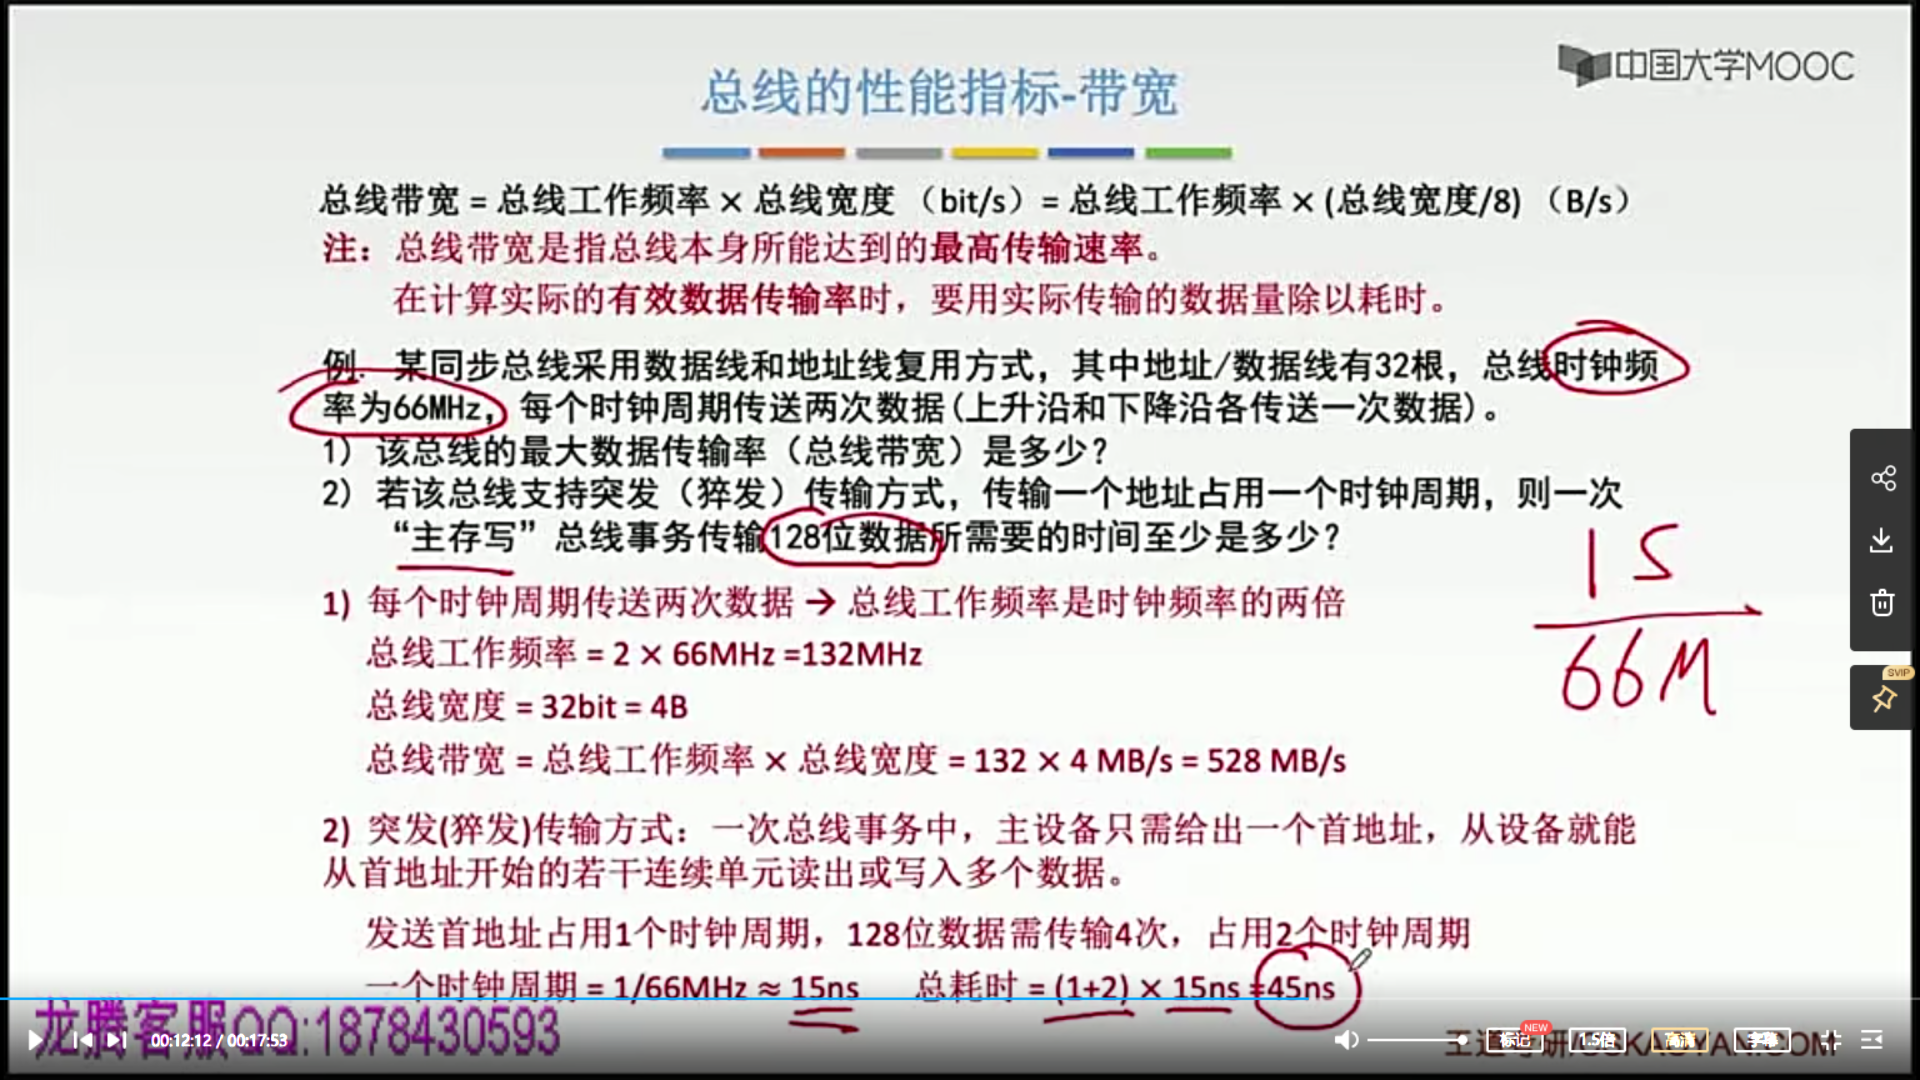 中国大学MOOC
总线的性能指标-带宽
总线带宽 = 总线工作频率 × 总线宽度 （bit/s）= 总线工作频率 × (总线宽度/8) （B/s）
注：总线带宽是指总线本身所能达到的最高传输速率。
在计算实际的有效数据传输率时，要用实际传输的数据量除以耗时。
例. 某同步总线采用数据线和地址线复用方式，其中地址/数据线有32根，总线时钟频
率为66MHz，每个时钟周期传送两次数据(上升沿和下降沿各传送一次数据)。
1) 该总线的最大数据传输率（总线带宽）是多少？
2) 若该总线支持突发（猝发）传输方式，传输一个地址占用一个时钟周期，则一次
“主存写”总线事务传输128位数据所需要的时间至少是多少？
1) 每个时钟周期传送两次数据 → 总线工作频率是时钟频率的两倍
总线工作频率 = 2 × 66MHz =132MHz
总线宽度 = 32bit = 4B
总线带宽 = 总线工作频率 × 总线宽度 = 132 × 4 MB/s = 528 MB/s
1S
66M
SVIP
2) 突发(猝发)传输方式：一次总线事务中，主设备只需给出一个首地址，从设备就能
从首地址开始的若干连续单元读出或写入多个数据。
发送首地址占用1个时钟周期，128位数据需传输4次，占用2个时钟周期
一个时钟周期 = 1/66MHz ≈ 15ns 总耗时 = (1+2) × 15ns =45ns
龙腾客服QQ:1878430593
00:12:12 / 00:17:53
NEW
标记
1.5倍
高清
字幕
王道考研/CSKAOYAN.COM